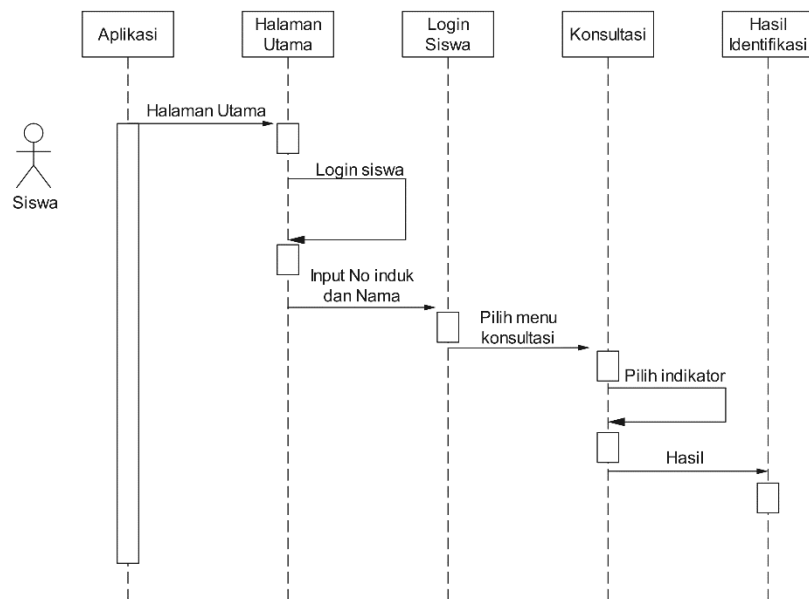 Aplikasi
Halaman
Utama
Login
Siswa
Konsultasi
Hasil
Identifikasi
Halaman Utama
Siswa
Login siswa
Input No induk
dan Nama
Pilih menu
konsultasi
Pilih indikator
Hasil